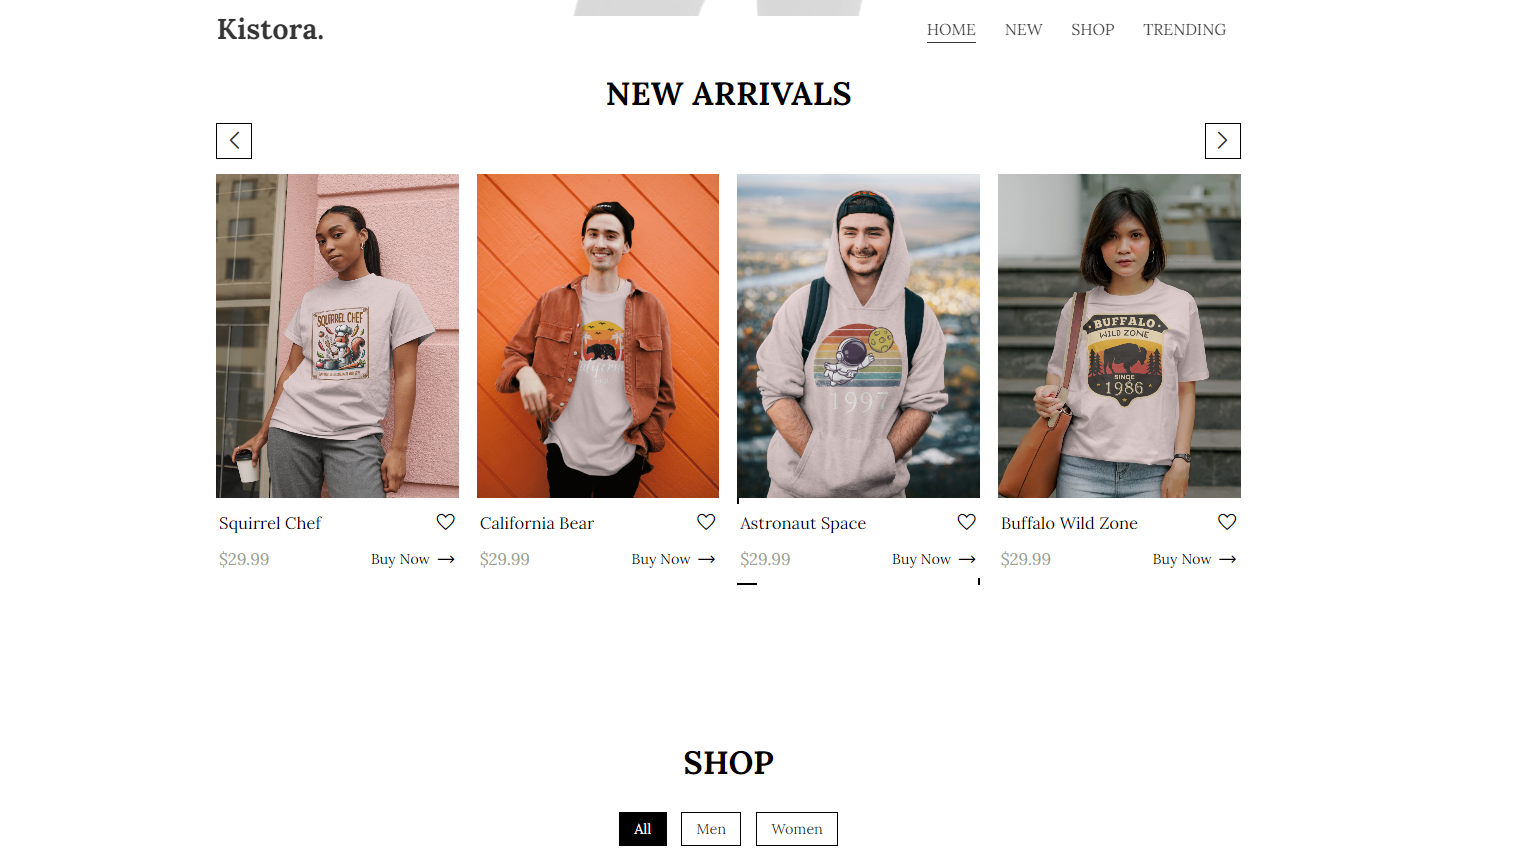 Kistora.
HOME NEW SHOP TRENDING
NEW ARRIVALS
SQUIRREL CHEF
1997
BUFFALO
WILD ZONE
SINCE
1986
Squirrel Chef
$29.99 Buy Now
California Bear
$29.99 Buy Now
Astronaut Space
$29.99 Buy Now
Buffalo Wild Zone
$29.99 Buy Now
SHOP
All Men Women